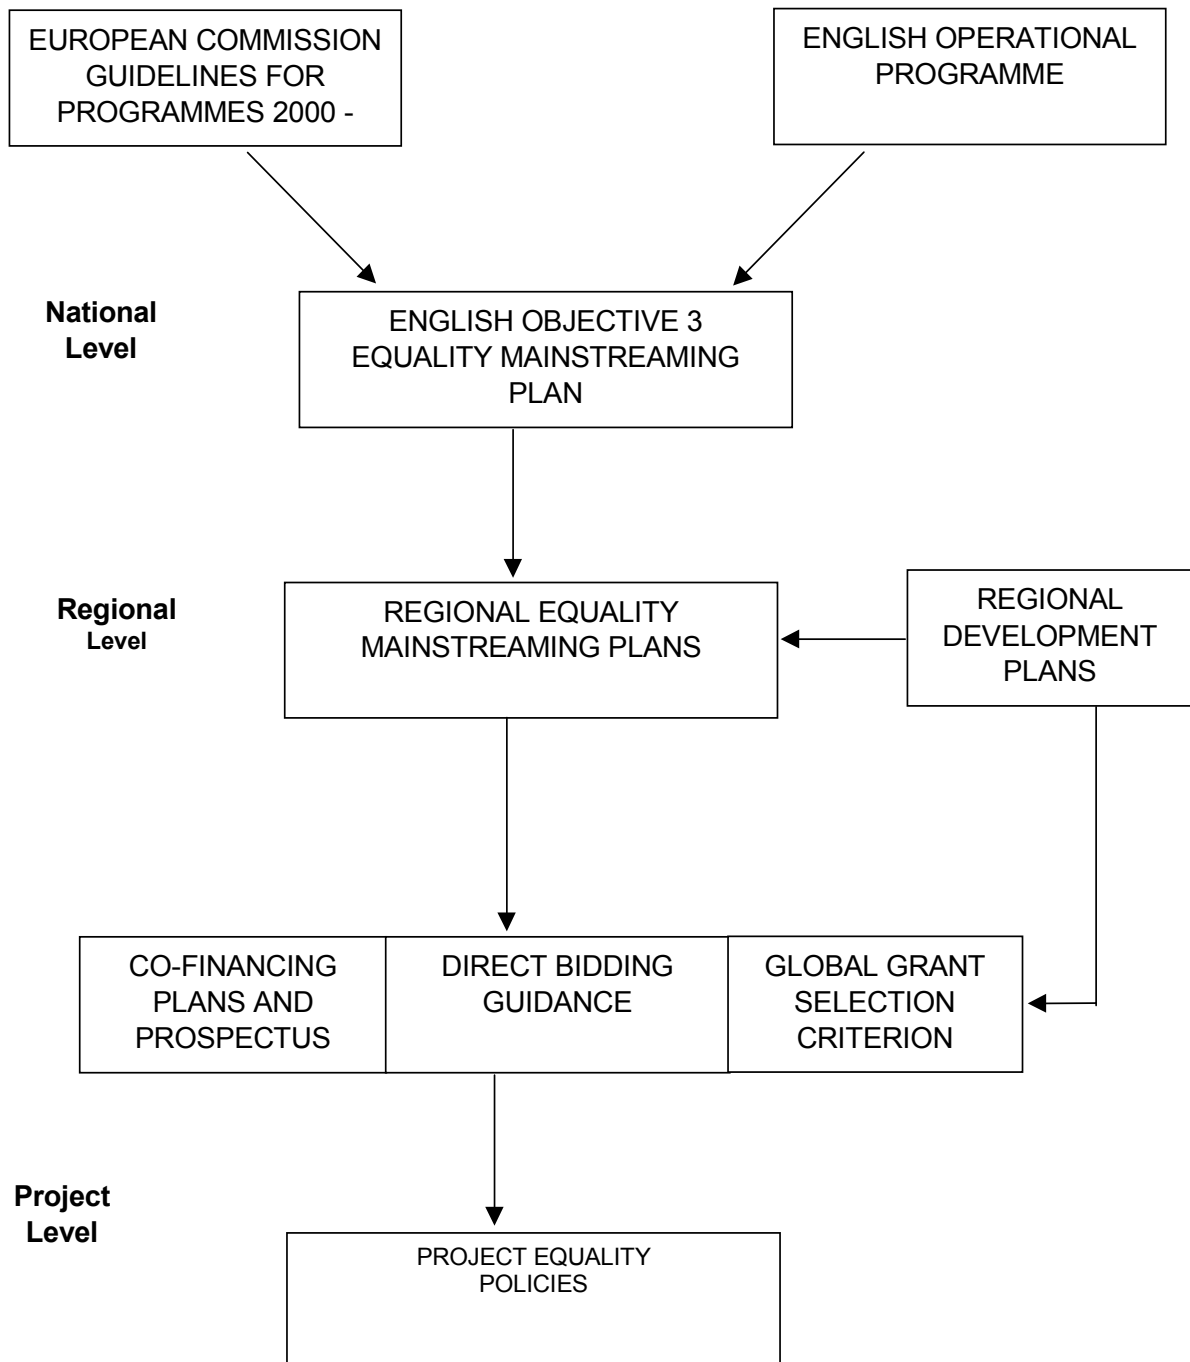 EUROPEAN COMMISSION
GUIDELINES FOR
PROGRAMMES 2000 -
ENGLISH OPERATIONAL
PROGRAMME
National
Level
ENGLISH OBJECTIVE 3
EQUALITY MAINSTREAMING
PLAN
Regional
Level
REGIONAL EQUALITY
MAINSTREAMING PLANS
REGIONAL
DEVELOPMENT
PLANS
CO-FINANCING
PLANS AND
PROSPECTUS
DIRECT BIDDING
GUIDANCE
GLOBAL GRANT
SELECTION
CRITERION
Project
Level
PROJECT EQUALITY
POLICIES